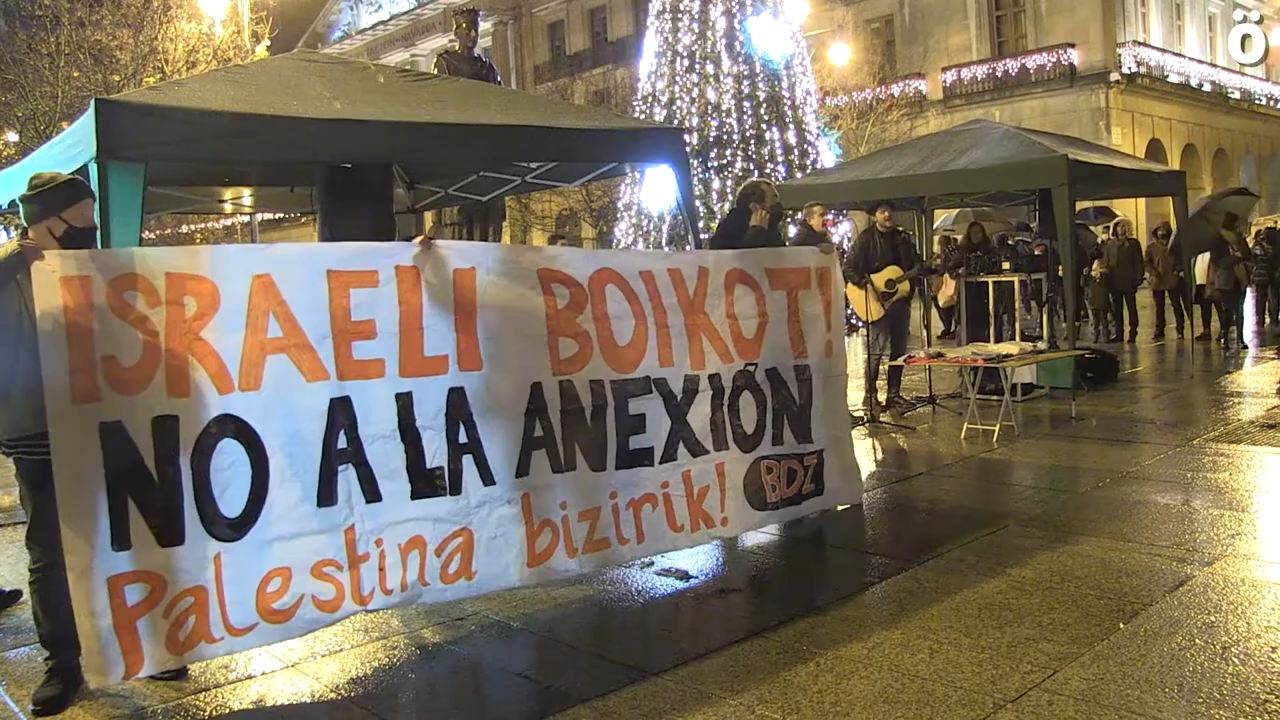 ö
ISRAELI BOIKOT!
NO A LA ANEXIÓN
Palestina bizirik!
BDZ